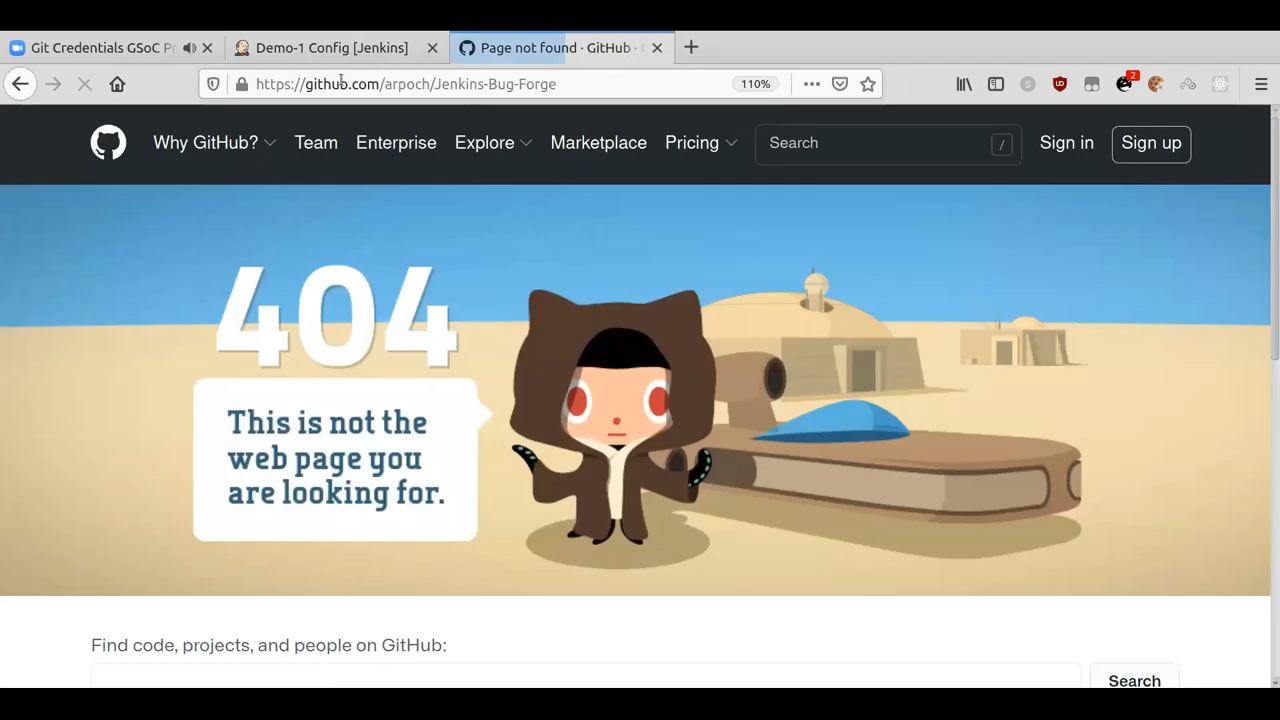 Git Credentials GSoC Pr
Demo-1 Config [Jenkins]
Page not found · GitHub ·
https://github.com/arpoch/Jenkins-Bug-Forge
110%
2
Why GitHub?
Team
Enterprise
Explore
Marketplace
Pricing
Search
/
Sign in
Sign up
404
This is not the
web page you
are looking for.
Find code, projects, and people on GitHub:
Search